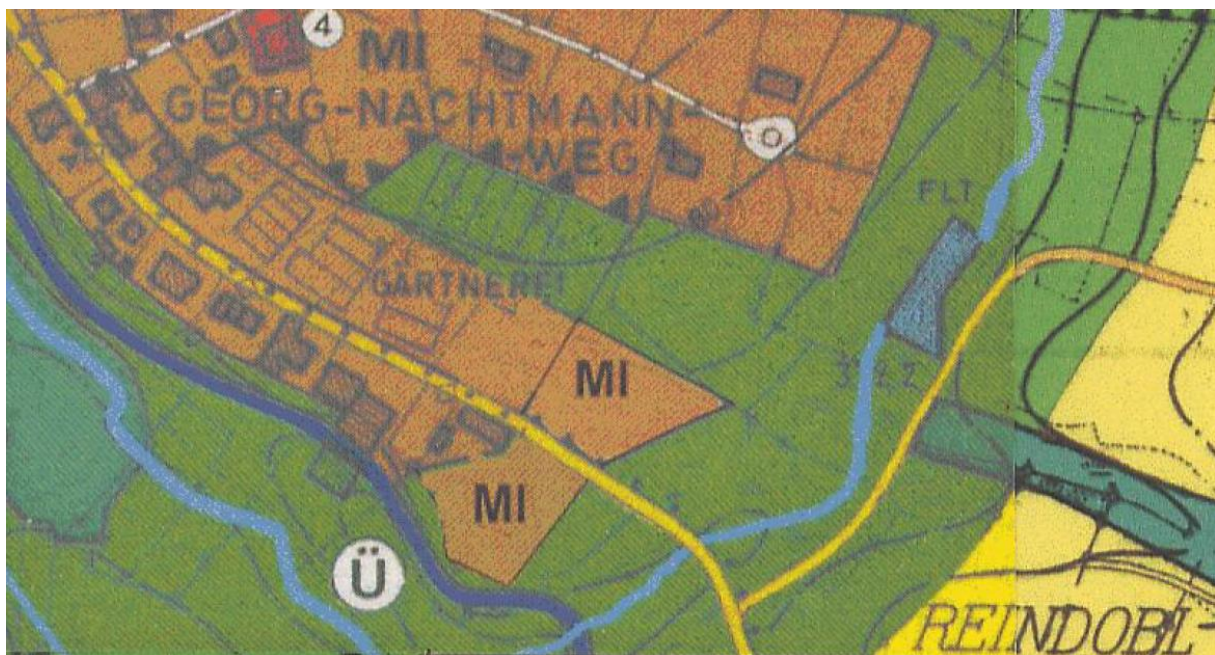 4
MI
GEORG-NACHTMANN-
-WEG
FLT
GÄRTNEREI
MI
MI
Ü
REINDOBL